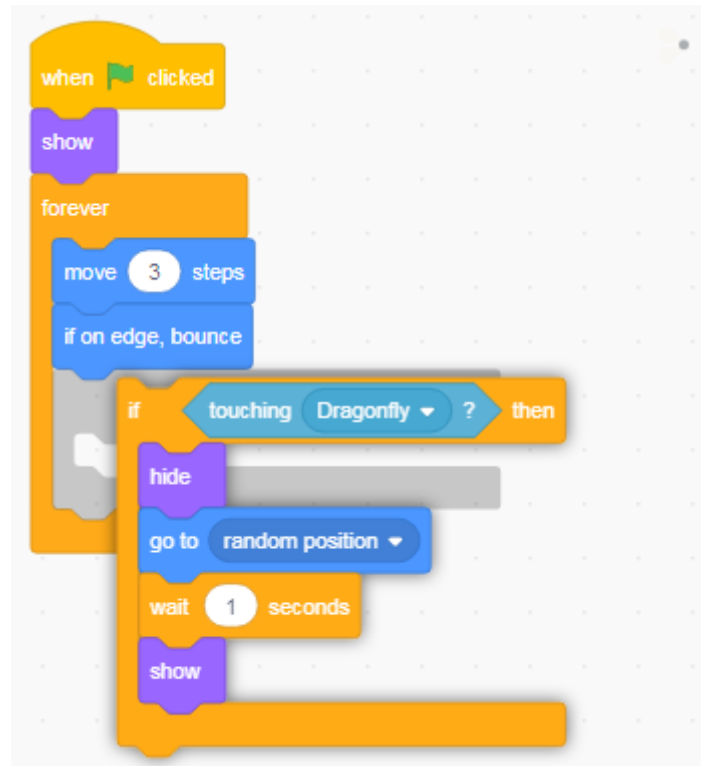 when clicked
show
forever
move 3 steps
if on edge, bounce
if touching Dragonfly ? then
hide
go to random position
wait 1 seconds
show